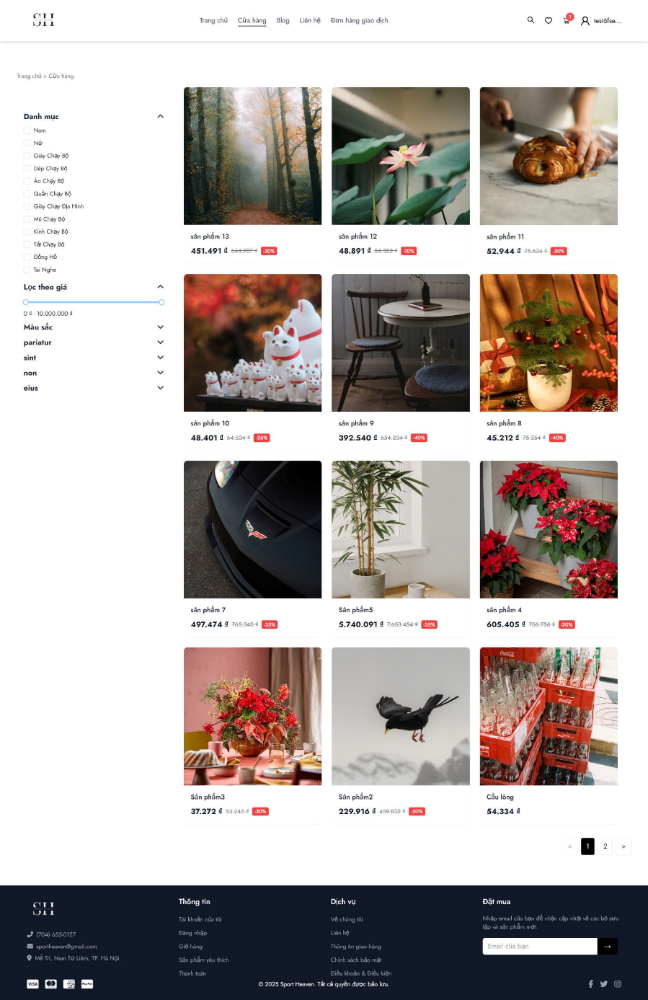 SH
Trang chủ
Cửa hàng
Blog
Liên hệ
Đơn hàng giao dịch
1
test6fse...
Trang chủ > Cửa hàng
Danh mục
Nam
Nữ
Giày Chạy Bộ
Dép Chạy Bộ
Áo Chạy Bộ
Quần Chạy Bộ
Giày Chạy Địa Hình
Mũ Chạy Bộ
Kính Chạy Bộ
Tất Chạy Bộ
Đồng Hồ
Tai Nghe
Lọc theo giá
0 ₫ - 10.000.000 ₫
Màu sắc
pariatur
sint
non
eius
sản phẩm 13
451.491 ₫ 644.987 ₫ -30%
sản phẩm 12
48.891 ₫ 54.323 ₫ -10%
sản phẩm 11
52.944 ₫ 75.634 ₫ -30%
sản phẩm 10
48.401 ₫ 64.534 ₫ -25%
sản phẩm 9
392.540 ₫ 654.234 ₫ -40%
sản phẩm 8
45.212 ₫ 75.354 ₫ -40%
sản phẩm 7
497.474 ₫ 765.345 ₫ -35%
Sản phẩm5
5.740.091 ₫ 7.653.454 ₫ -25%
sản phẩm 4
605.405 ₫ 756.756 ₫ -20%
Coca-Cola
Coca-Cola
Sản phẩm3
37.272 ₫ 53.245 ₫ -30%
Sản phẩm2
229.916 ₫ 459.832 ₫ -50%
Cầu lông
54.334 ₫
< 1 2 >
SH
(704) 655-0127
sportheaven@gmail.com
Mễ Trì, Nam Từ Liêm, TP. Hà Nội
VISA
PayPal
Thông tin
Tài khoản của tôi
Đăng nhập
Giỏ hàng
Sản phẩm yêu thích
Thanh toán
Dịch vụ
Về chúng tôi
Liên hệ
Thông tin giao hàng
Chính sách bảo mật
Điều khoản & Điều kiện
Đặt mua
Nhập email của bạn để nhận cập nhật về các bộ sưu
tập và sản phẩm mới.
Email của bạn →
© 2025 Sport Heaven. Tất cả quyền được bảo lưu.